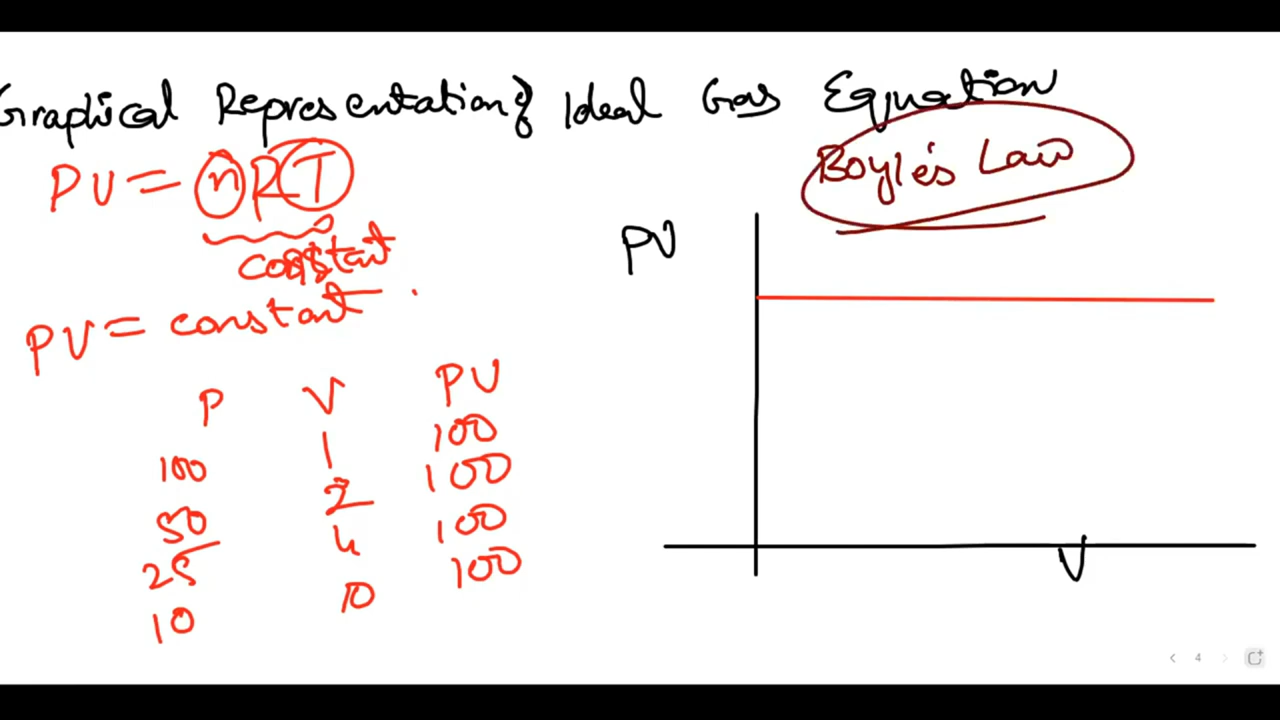 Graphical Representation of Ideal Gas Equation
Boyle's Law
PV = nRT
constant
PV = constant
P V PV
100 1 100
50 2 100
25 4 100
10 10 100
PV
V
4